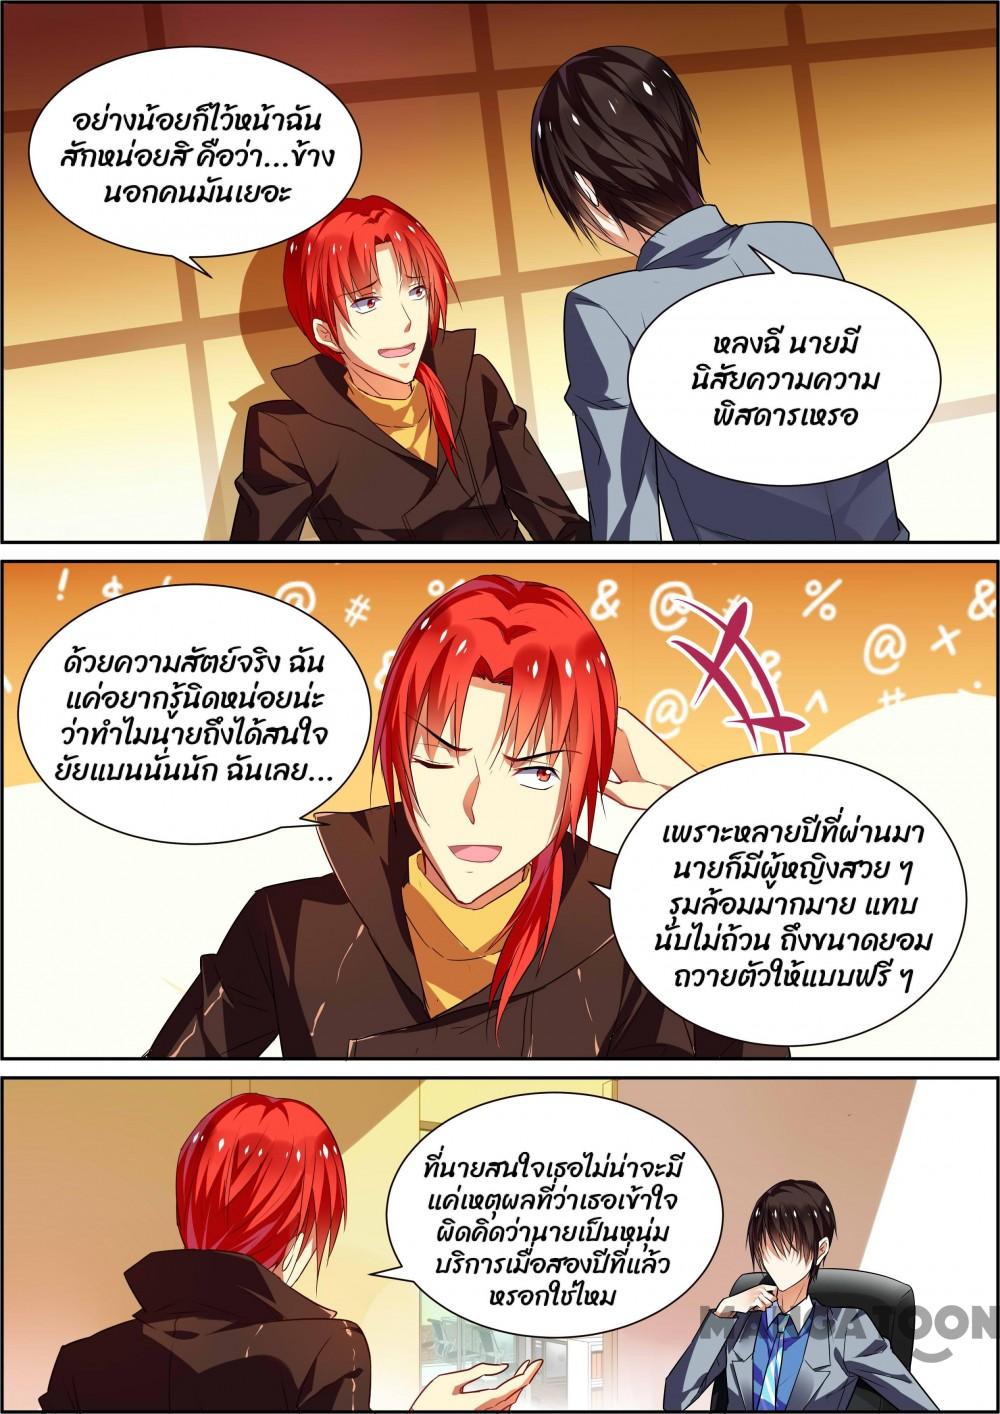 อย่างน้อยก็ไว้หน้าฉัน
สักหน่อยสิ คือว่า...ข้าง
นอกคนมันเยอะ
หลงฉี นายมี
นิสัยความความ
พิสดารเหรอ
! & @ # % & @ # % @ x &
ด้วยความสัตย์จริง ฉัน
แค่อยากรู้นิดหน่อยน่ะ
ว่าทำไมนายถึงได้สนใจ
ยัยแบนนั่นนัก ฉันเลย...
เพราะหลายปีที่ผ่านมา
นายก็มีผู้หญิงสวย ๆ
รุมล้อมมากมาย แทบ
นับไม่ถ้วน ถึงขนาดยอม
ถวายตัวให้แบบฟรี ๆ
ที่นายสนใจเธอไม่น่าจะมี
แค่เหตุผลที่ว่าเธอเข้าใจ
ผิดคิดว่านายเป็นหนุ่ม
บริการเมื่อสองปีที่แล้ว
หรอกใช่ไหม
MANGATOON